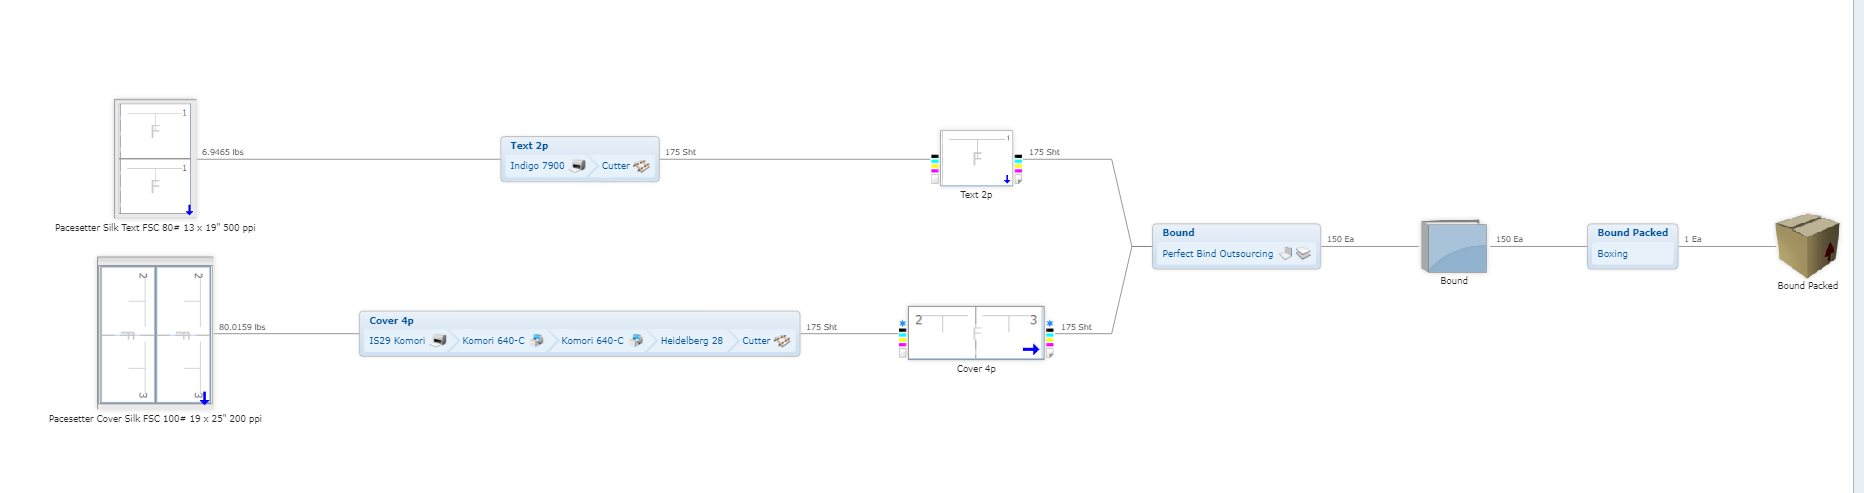 1
F
1
F
Pacesetter Silk Text FSC 80# 13 x 19" 500 ppi
6.9465 lbs
Text 2p
Indigo 7900 Cutter
175 Sht
1
F
Text 2p
175 Sht
2 2
F F
3 3
Pacesetter Cover Silk FSC 100# 19 x 25" 200 ppi
80.0159 lbs
Cover 4p
IS29 Komori Komori 640-C Komori 640-C Heidelberg 28 Cutter
175 Sht
2 3
F
Cover 4p
175 Sht
Bound
Perfect Bind Outsourcing
150 Ea
Bound
150 Ea
Bound Packed
Boxing
1 Ea
Bound Packed